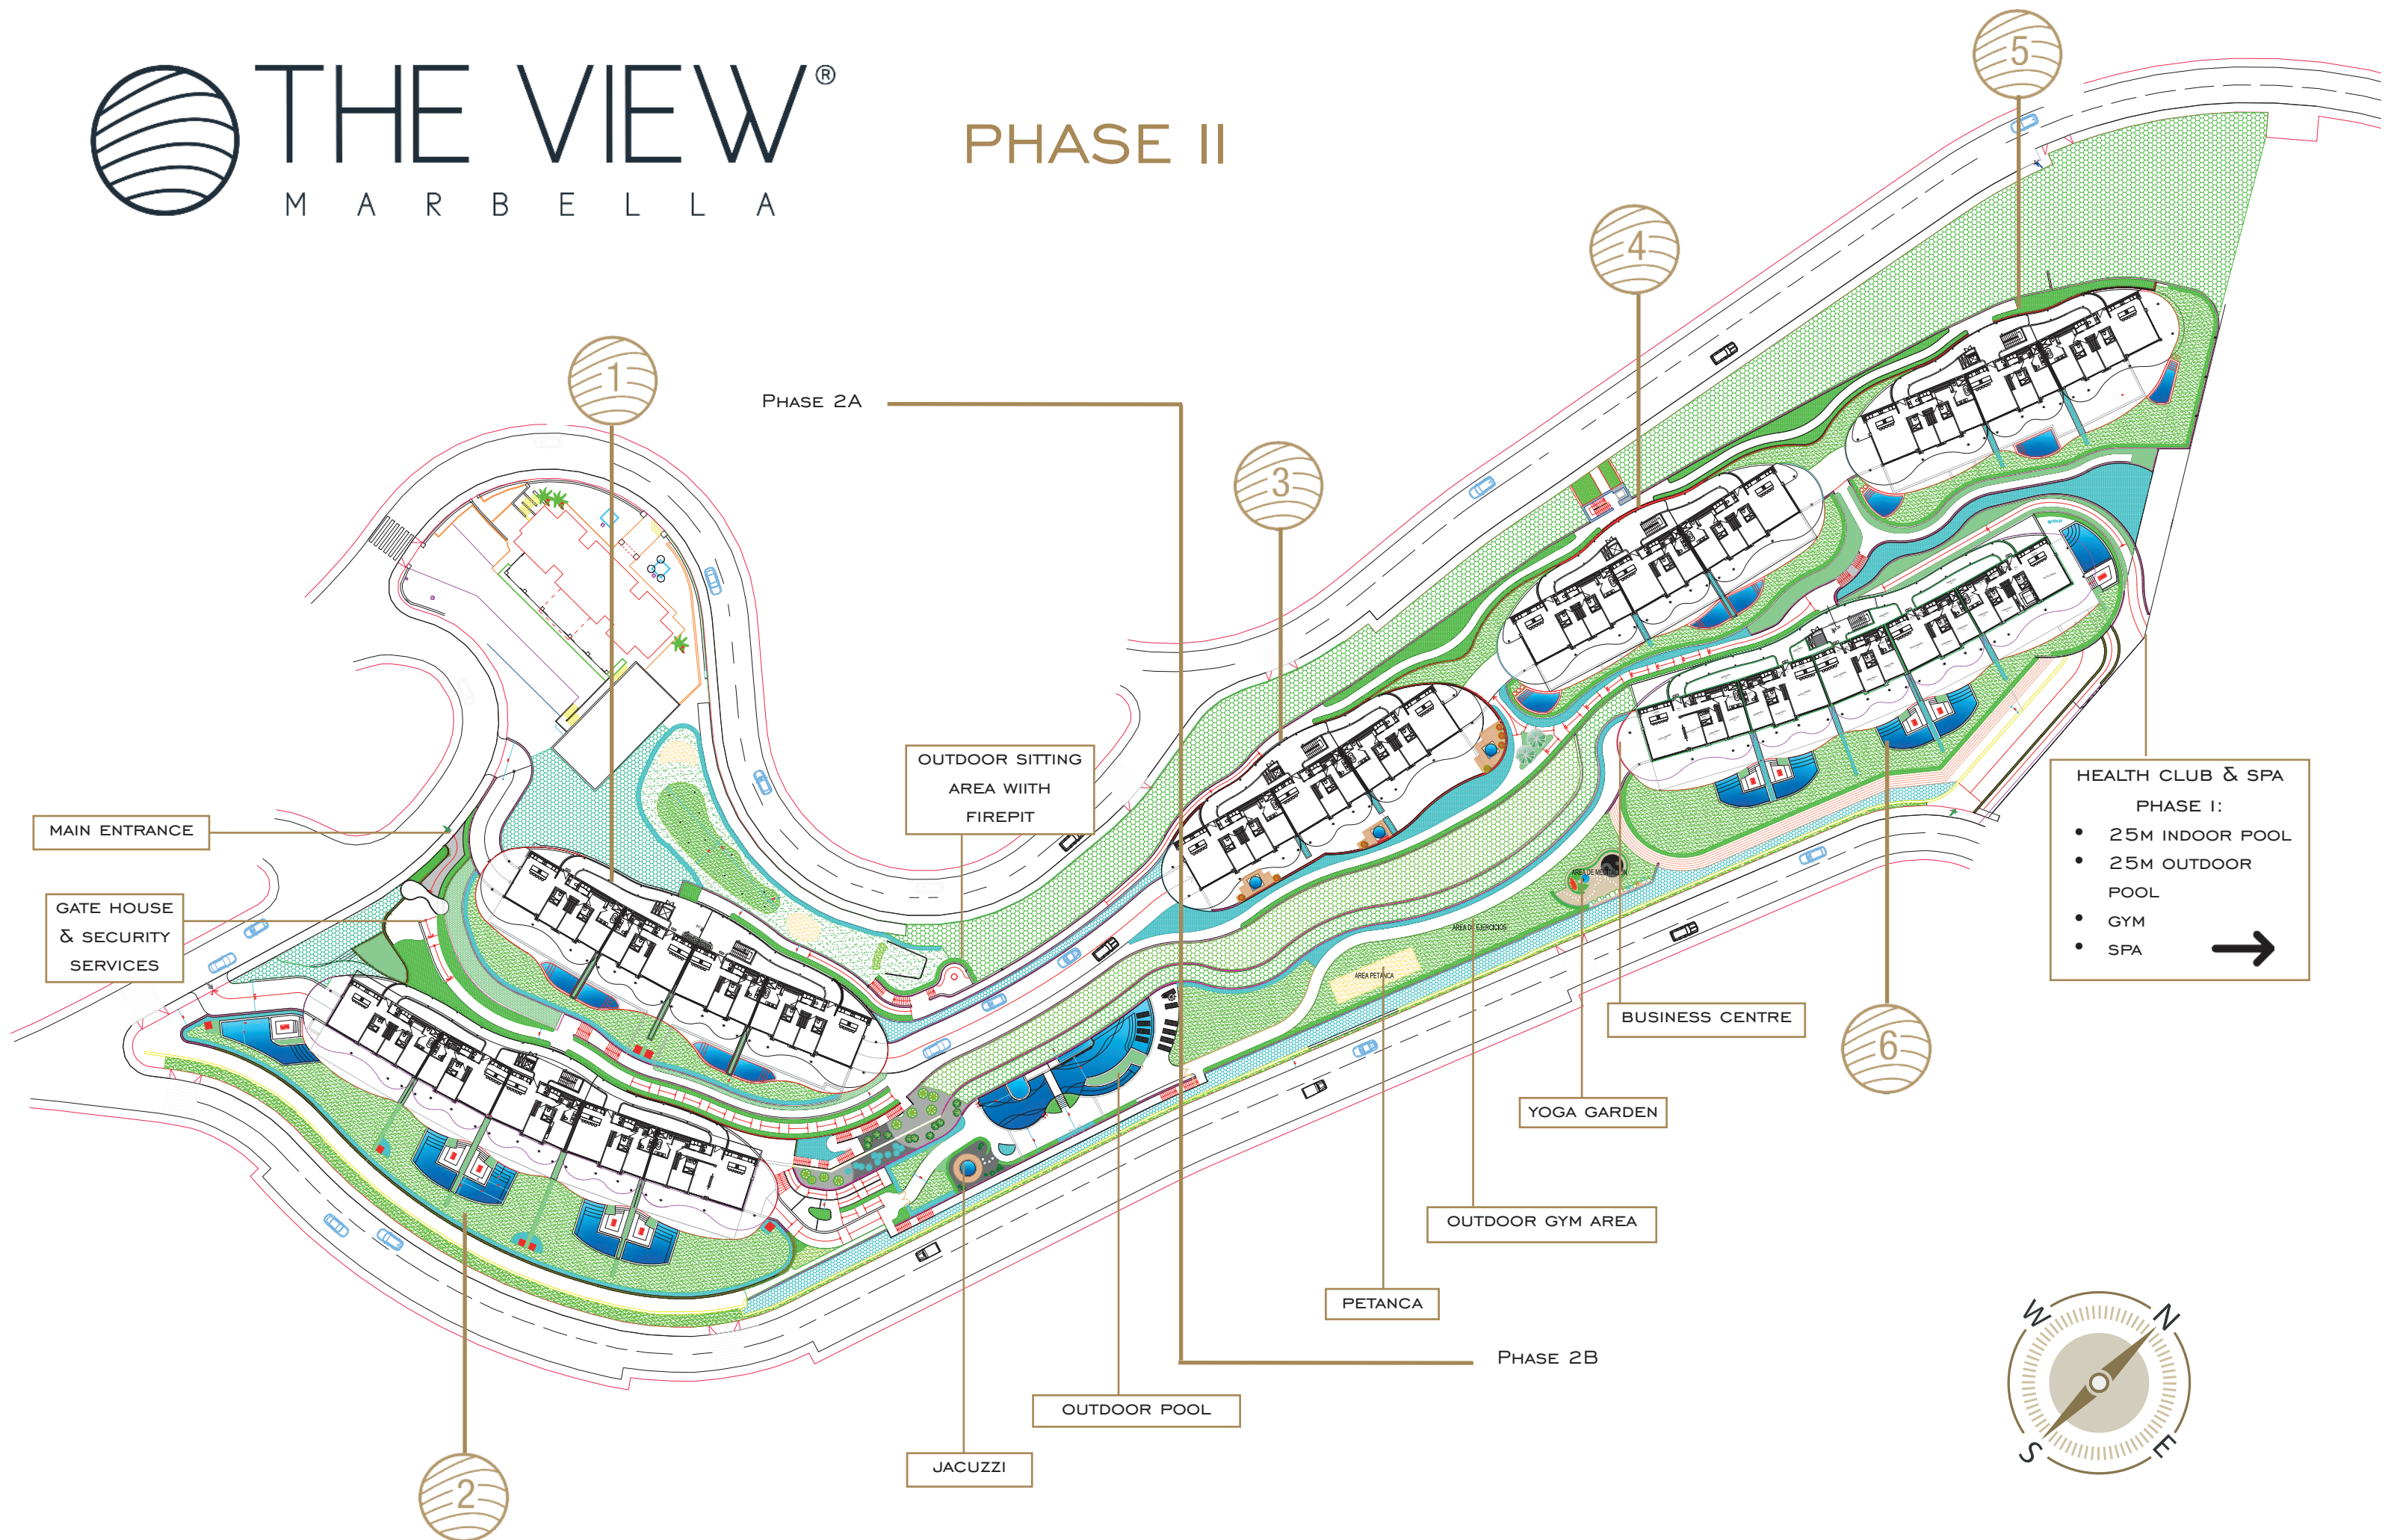 THE VIEW®
MARBELLA
PHASE II
5
4
1
Phase 2A
3
OUTDOOR SITTING
AREA WIITH
FIREPIT
MAIN ENTRANCE
GATE HOUSE
& SECURITY
SERVICES
HEALTH CLUB & SPA
PHASE I:
• 25M INDOOR POOL
• 25M OUTDOOR
POOL
• GYM
• SPA
AREA PETANCA
BUSINESS CENTRE
6
YOGA GARDEN
OUTDOOR GYM AREA
PETANCA
Phase 2B
OUTDOOR POOL
JACUZZI
2
W
N
S
E